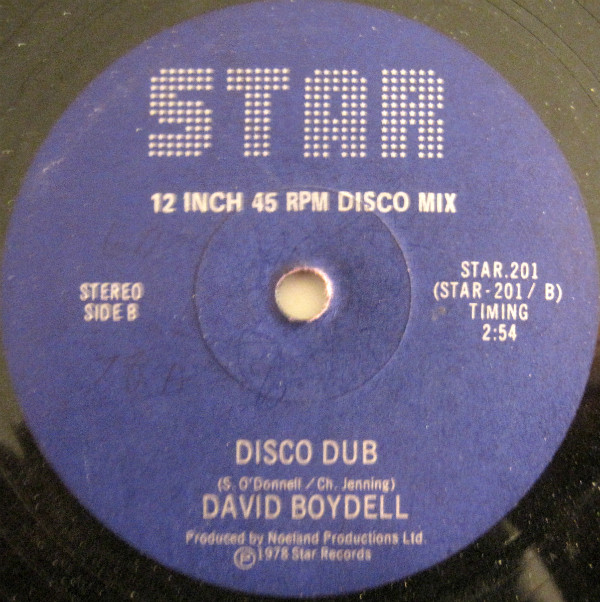 STAR
12 INCH 45 RPM DISCO MIX
STEREO
SIDE B
STAR.201
(STAR-201/ B)
TIMING
2:54
DISCO DUB
(S. O'Donnell / Ch. Jenning)
DAVID BOYDELL
Produced by Noeland Productions Ltd.
℗1978 Star Records